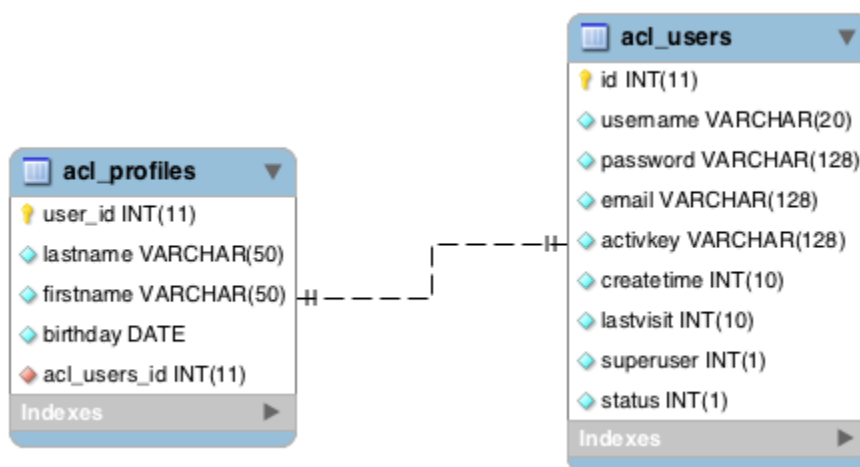 acl_profiles
user_id INT(11)
lastname VARCHAR(50)
firstname VARCHAR(50)
birthday DATE
acl_users_id INT(11)
Indexes
acl_users
id INT(11)
username VARCHAR(20)
password VARCHAR(128)
email VARCHAR(128)
activkey VARCHAR(128)
createtime INT(10)
lastvisit INT(10)
superuser INT(1)
status INT(1)
Indexes